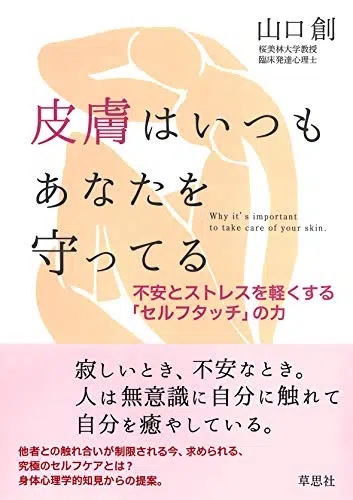 山口 創
桜美林大学教授
臨床発達心理士
皮膚はいつも
あなたを
守ってる
Why it's important
to take care of your skin.
不安とストレスを軽くする
「セルフタッチ」の力
寂しいとき、不安なとき。
人は無意識に自分に触れて
自分を癒やしている。
他者との触れ合いが制限される今、求められる、
究極のセルフケアとは?
身体心理学的知見からの提案。
草思社